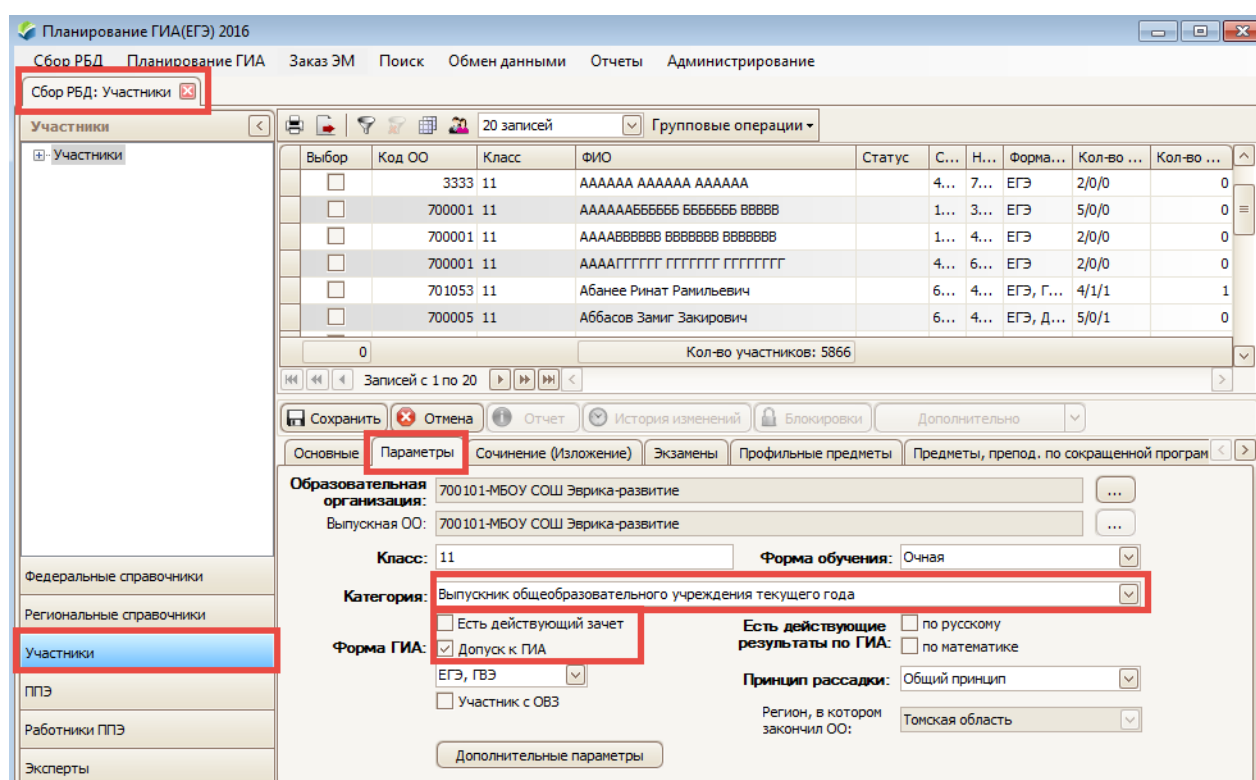 Планирование ГИА(ЕГЭ) 2016
Сбор РБД Планирование ГИА Заказ ЭМ Поиск Обмен данными Отчеты Администрирование
Сбор РБД: Участники
Участники 20 записей Групповые операции
Участники
Выбор Код ОО Класс ФИО Статус С... Н... Форма... Кол-во ... Кол-во ...
3333 11 АААААА АААААА АААААА 4... 7... ЕГЭ 2/0/0 0
700001 11 ААААААБББББББ БББББББ ВВВВВ 1... 3... ЕГЭ 5/0/0 0
700001 11 ААААВВВВВВ ВВВВВВВ ВВВВВВВ 1... 4... ЕГЭ 2/0/0 0
700001 11 ААААГГГГГГ ГГГГГГГ ГГГГГГГГ 4... 6... ЕГЭ 2/0/0 0
701053 11 Абанее Ринат Рамильевич 6... 4... ЕГЭ, Г... 4/1/1 1
700005 11 Аббасов Замиг Закирович 6... 4... ЕГЭ, Д... 5/0/1 0
0 Кол-во участников: 5866
Записей с 1 по 20
Сохранить Отмена Отчет История изменений Блокировки Дополнительно
Основные Параметры Сочинение (Изложение) Экзамены Профильные предметы Предметы, препод. по сокращенной програм
Образовательная организация: 700101-МБОУ СОШ Эврика-развитие ...
Выпускная ОО: 700101-МБОУ СОШ Эврика-развитие ...
Класс: 11 Форма обучения: Очная
Категория: Выпускник общеобразовательного учреждения текущего года
Есть действующий зачет
Форма ГИА: Допуск к ГИА
ЕГЭ, ГВЭ
Участник с ОВЗ
Есть действующие результаты по ГИА: по русскому
по математике
Принцип рассадки: Общий принцип
Регион, в котором закончил ОО: Томская область
Дополнительные параметры
Федеральные справочники
Региональные справочники
Участники
ППЭ
Работники ППЭ
Эксперты